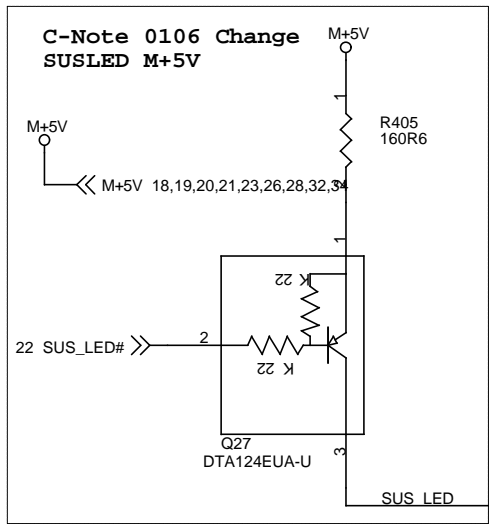 C-Note 0106 Change
SUSLED M+5V
M+5V
1
R405
160R6
M+5V
M+5V 18,19,20,21,23,26,28,32,34
2
1
K 22
22 SUS_LED#
2
K 22
Q27
DTA124EUA-U
3
SUS_LED